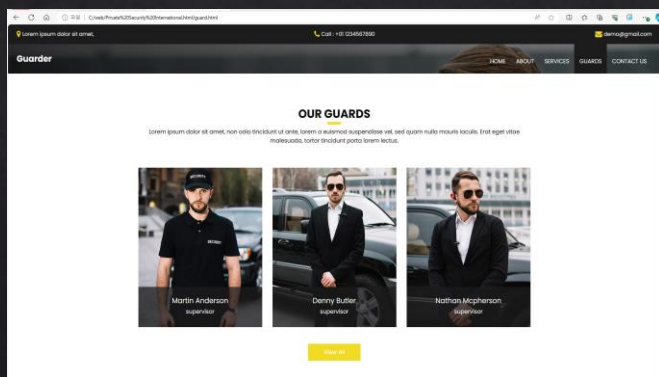 C:/web/Private%20Security%20International.html/guard.html
Lorem ipsum dolor sit amet,
Call : +01 1234567890
demo@gmail.com
Guarder
HOME
ABOUT
SERVICES
GUARDS
CONTACT US
OUR GUARDS
Lorem ipsum dolor sit amet, non odio tincidunt ut ante, lorem a euismod suspendisse vel, sed quam nulla mauris iaculis. Erat eget vitae
malesuada, tortor tincidunt porta lorem lectus.
SECURITY
SECURITY
Martin Anderson
supervisor
Denny Butler
supervisor
Nathan Mcpherson
supervisor
View All